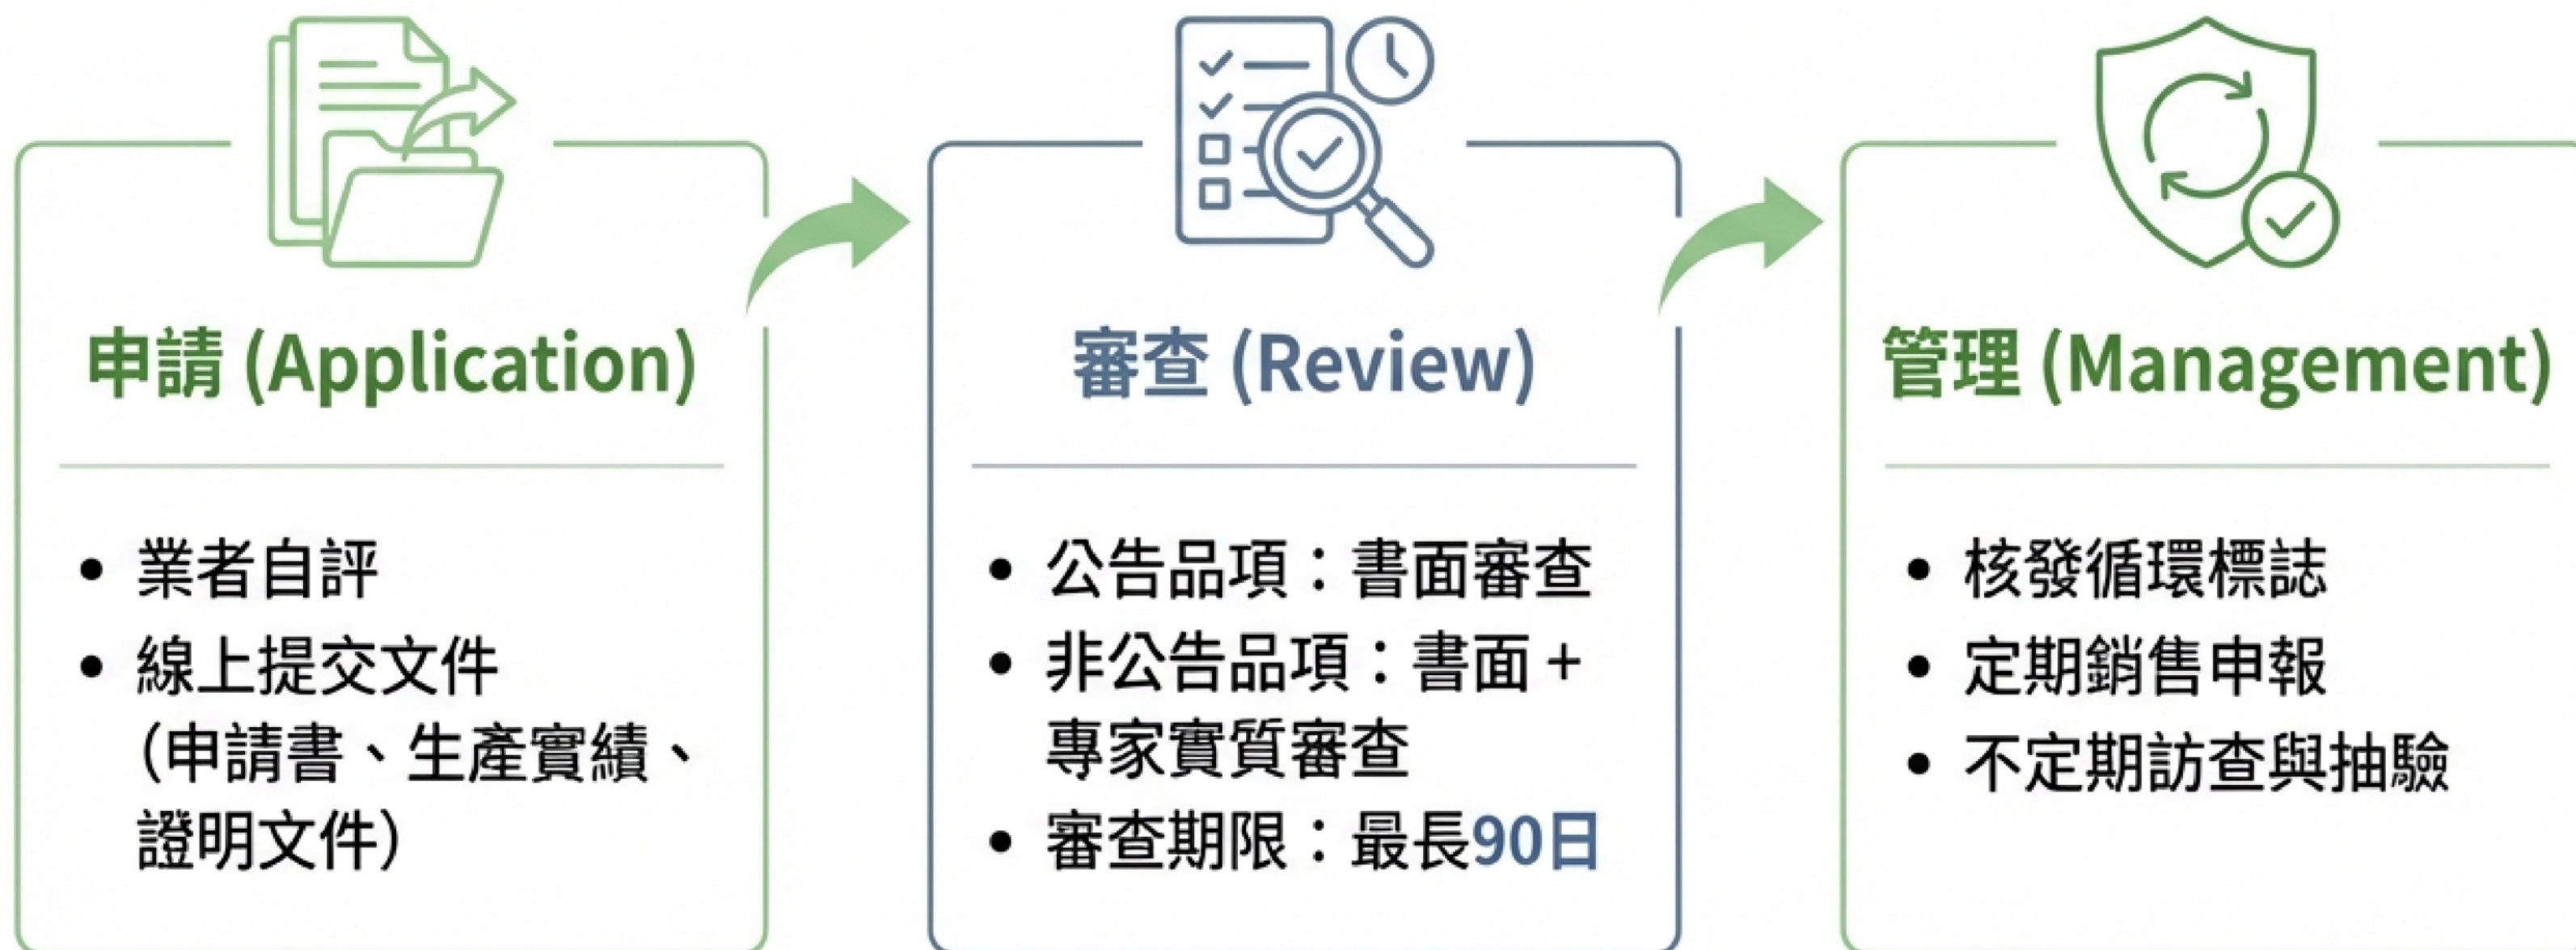 申請 (Application)
• 業者自評
• 線上提交文件
(申請書、生產實績、
證明文件)
審查 (Review)
• 公告品項：書面審查
• 非公告品項：書面 +
專家實質審查
• 審查期限：最長90日
管理 (Management)
• 核發循環標誌
• 定期銷售申報
• 不定期訪查與抽驗